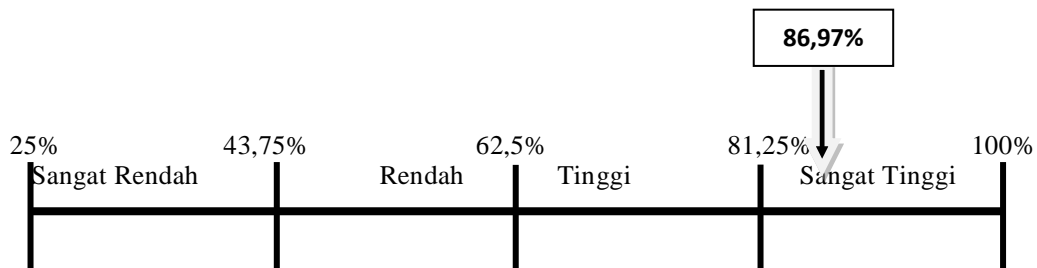 86,97%
25% 43,75% 62,5% 81,25% 100%
Sangat Rendah Rendah Tinggi Sangat Tinggi